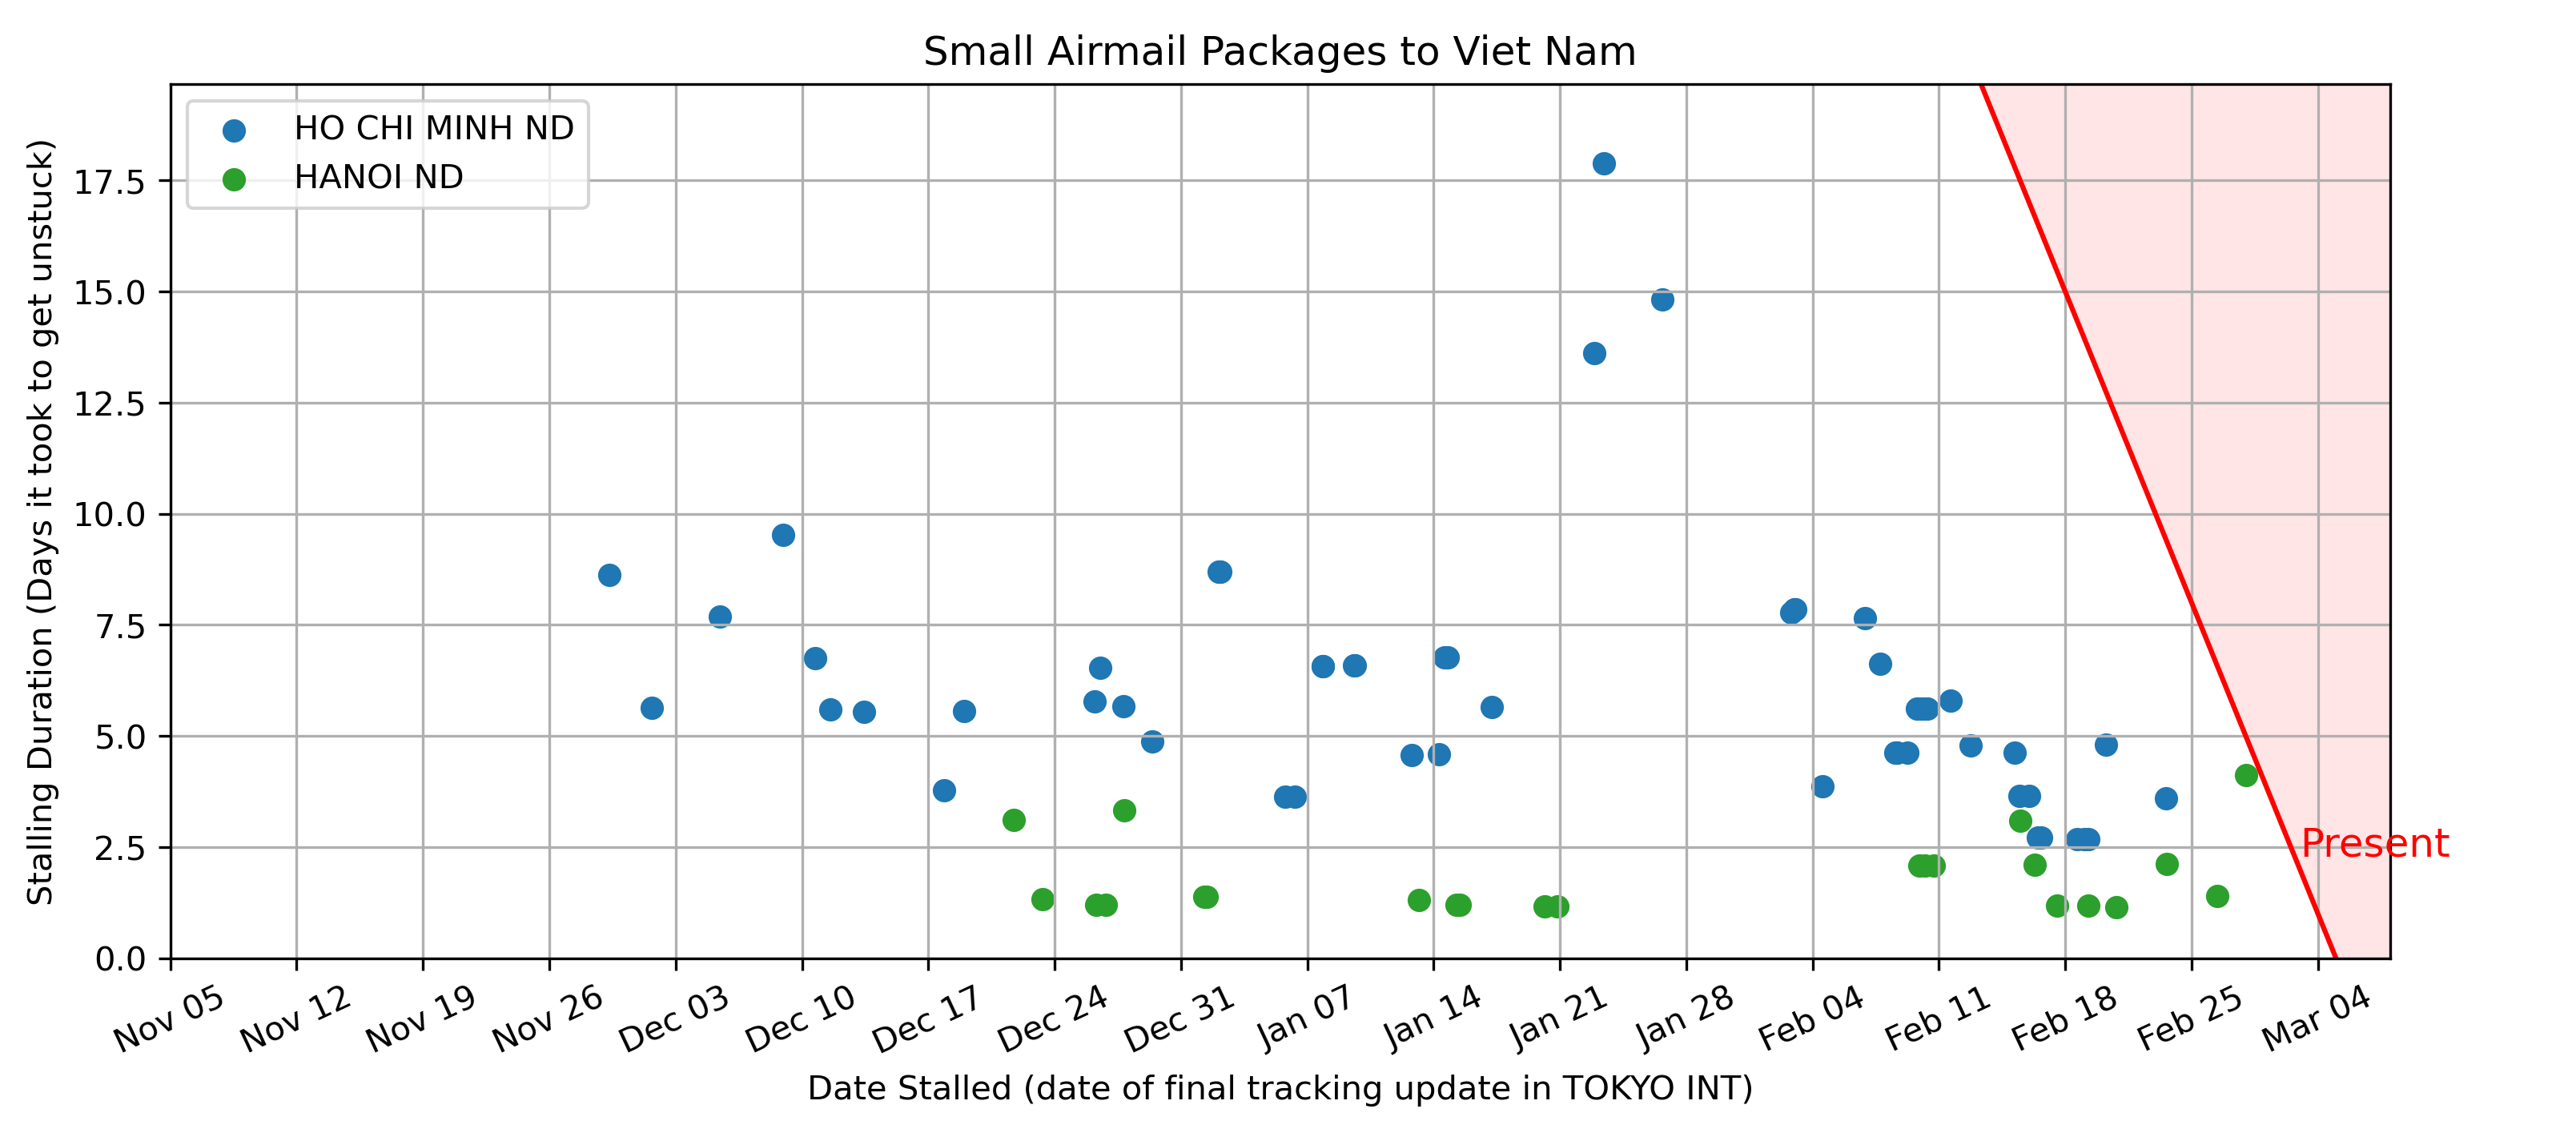 Small Airmail Packages to Viet Nam
HO CHI MINH ND
HANOI ND
Stalling Duration (Days it took to get unstuck)
17.5
15.0
12.5
10.0
7.5
5.0
2.5
0.0
Present
Nov 05 Nov 12 Nov 19 Nov 26 Dec 03 Dec 10 Dec 17 Dec 24 Dec 31 Jan 07 Jan 14 Jan 21 Jan 28 Feb 04 Feb 11 Feb 18 Feb 25 Mar 04
Date Stalled (date of final tracking update in TOKYO INT)